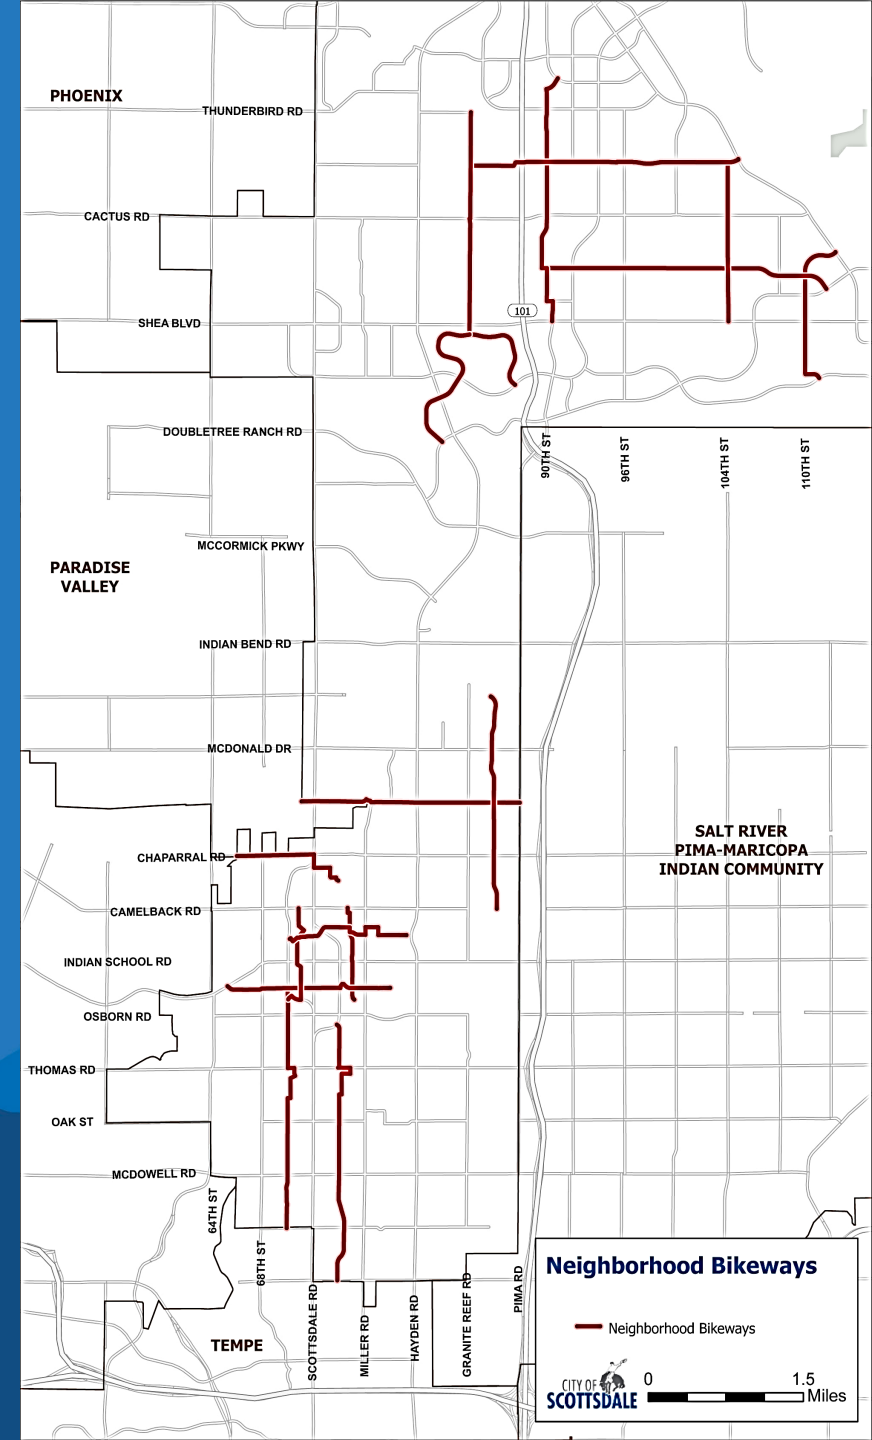 PHOENIX
THUNDERBIRD RD
CACTUS RD
SHEA BLVD
101
DOUBLETREE RANCH RD
90TH ST
96TH ST
104TH ST
110TH ST
MCCORMICK PKWY
PARADISE
VALLEY
INDIAN BEND RD
MCDONALD DR
SALT RIVER
PIMA-MARICOPA
INDIAN COMMUNITY
CHAPARRAL RD
CAMELBACK RD
INDIAN SCHOOL RD
OSBORN RD
THOMAS RD
OAK ST
MCDOWELL RD
64TH ST
68TH ST
SCOTTSDALE RD
MILLER RD
HAYDEN RD
GRANITE REEF RD
PIMA RD
TEMPE
Neighborhood Bikeways
Neighborhood Bikeways
CITY OF
SCOTTSDALE
0 1.5
Miles